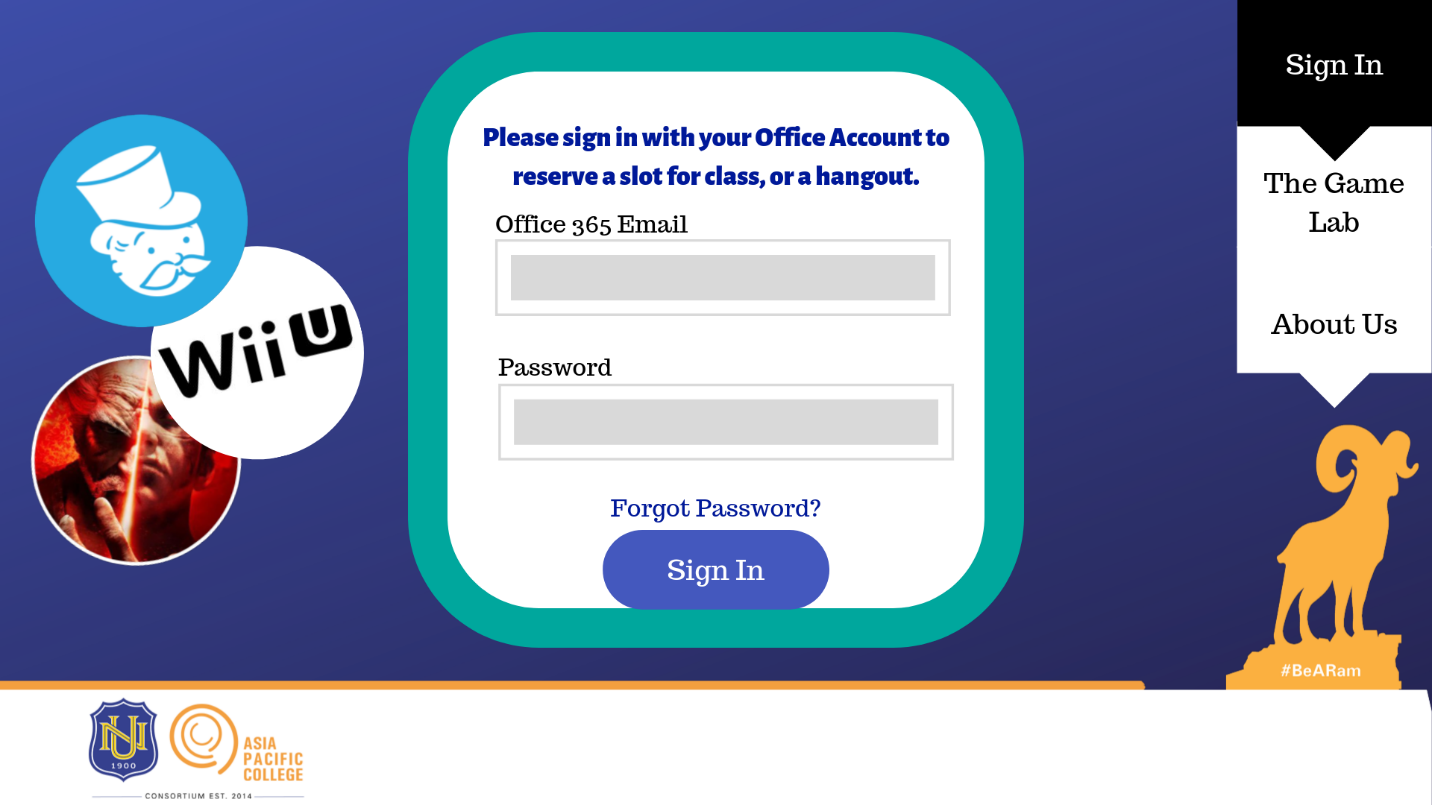 Sign In
The Game
Lab
About Us
Please sign in with your Office Account to
reserve a slot for class, or a hangout.
Office 365 Email
Password
Forgot Password?
Sign In
Wii U
#BeARam
NU
1900
ASIA
PACIFIC
COLLEGE
CONSORTIUM EST. 2014